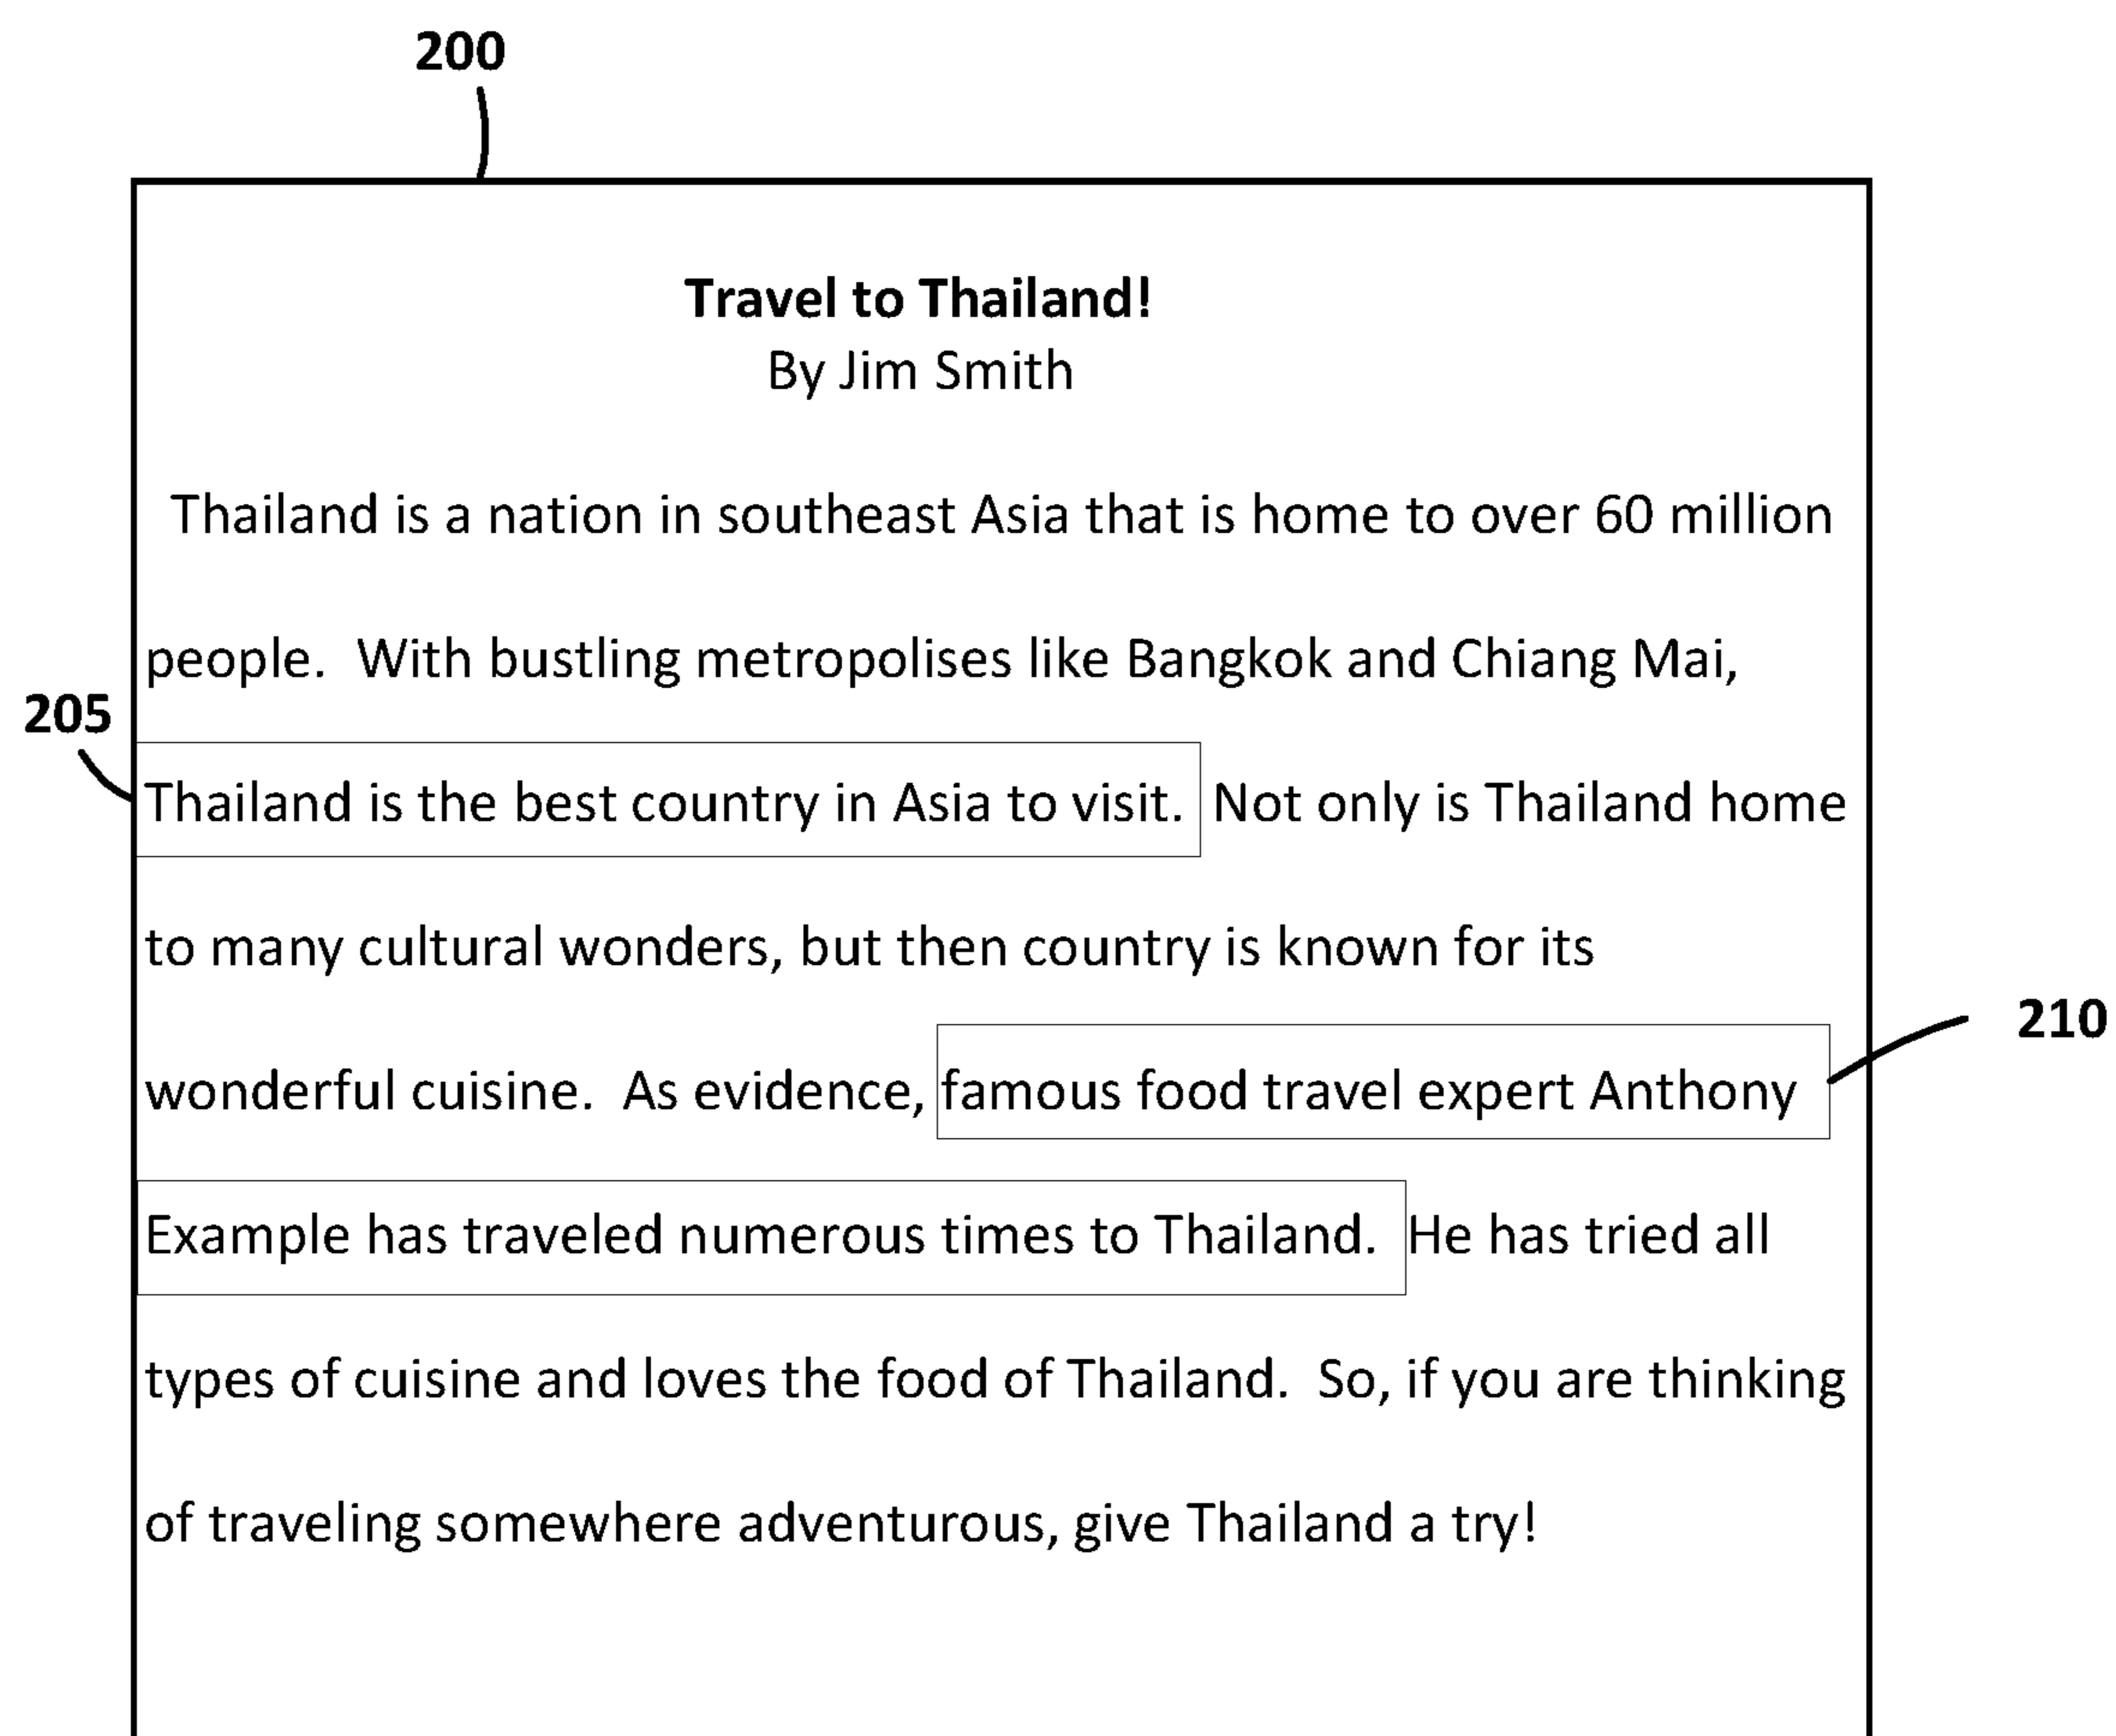 200
Travel to Thailand!
By Jim Smith
Thailand is a nation in southeast Asia that is home to over 60 million
people.  With bustling metropolises like Bangkok and Chiang Mai,
205
Thailand is the best country in Asia to visit.  Not only is Thailand home
to many cultural wonders, but then country is known for its
210
wonderful cuisine.  As evidence, famous food travel expert Anthony
Example has traveled numerous times to Thailand.  He has tried all
types of cuisine and loves the food of Thailand.  So, if you are thinking
of traveling somewhere adventurous, give Thailand a try!